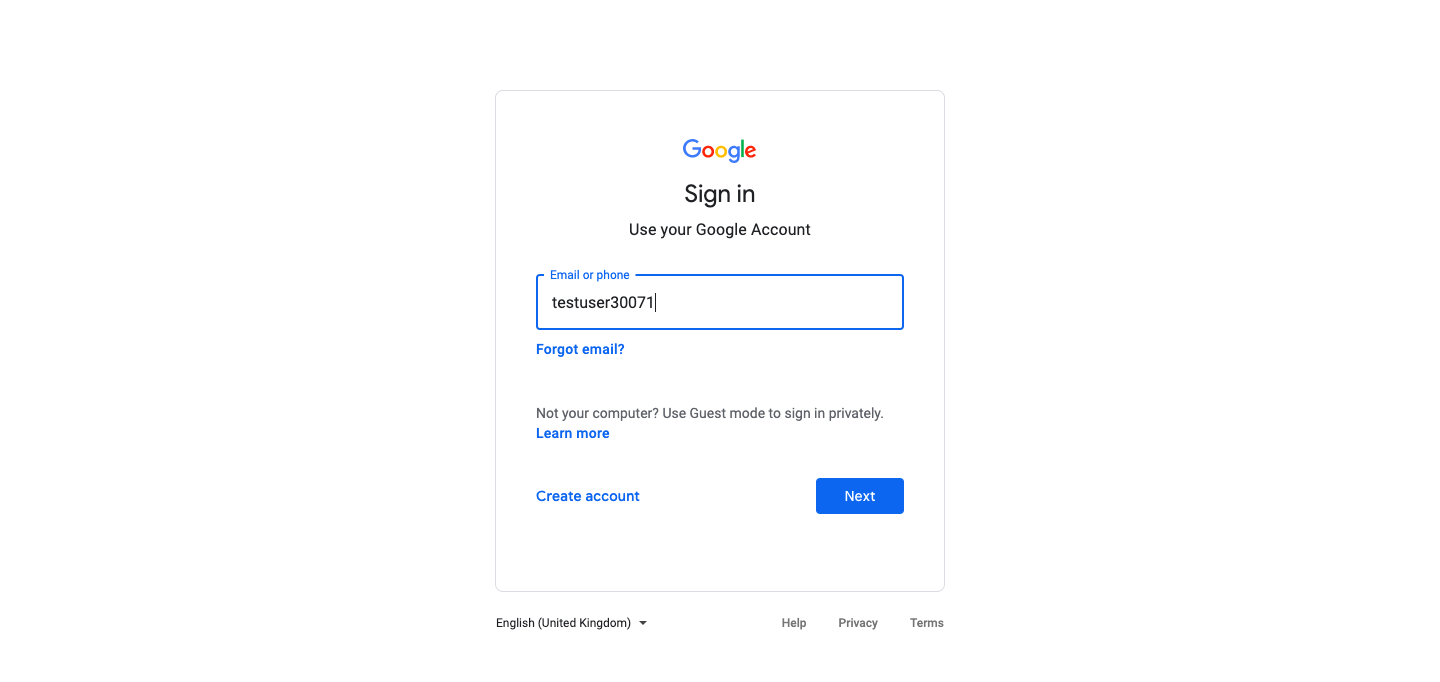 Google
Sign in
Use your Google Account
Email or phone
testuser30071
Forgot email?
Not your computer? Use Guest mode to sign in privately.
Learn more
Create account
Next
English (United Kingdom)
Help
Privacy
Terms